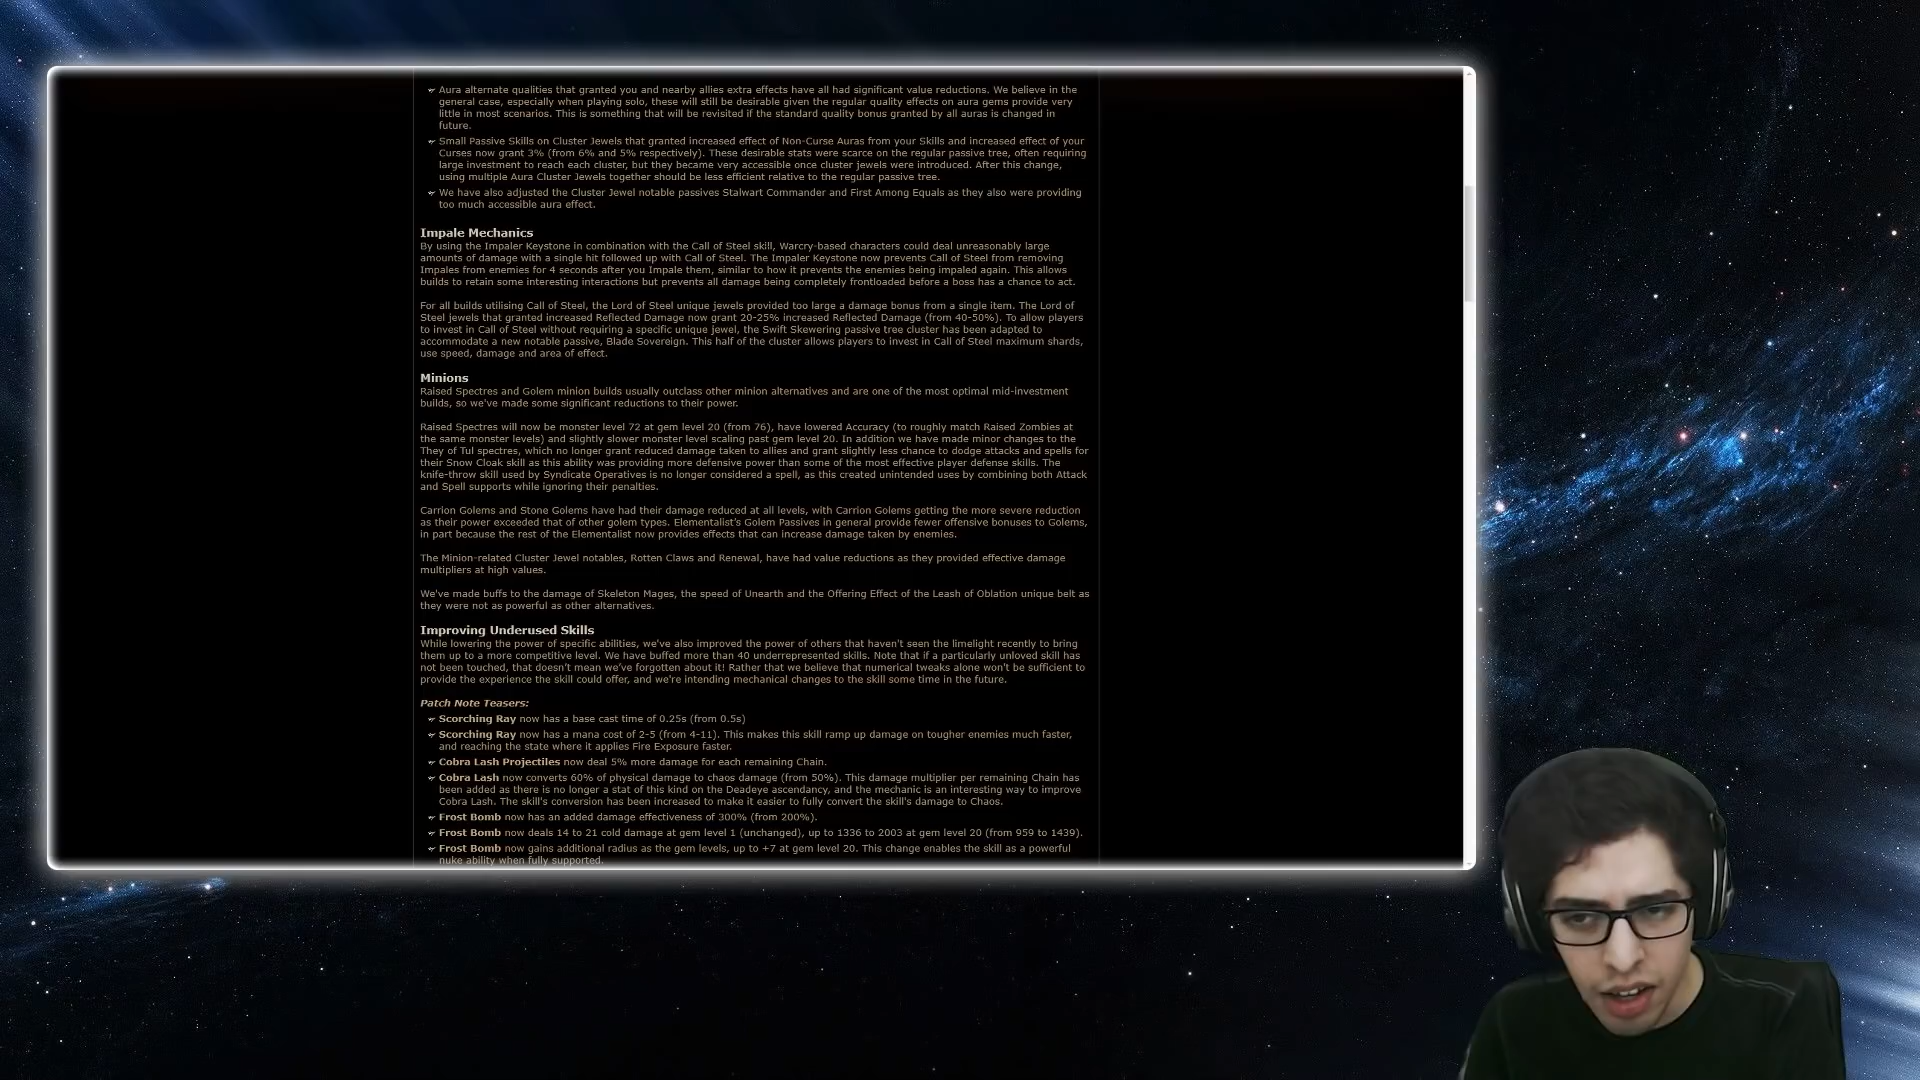 Aura alternate qualities that granted you and nearby allies extra effects have all had significant value reductions. We believe in the
general case, especially when playing solo, these will still be desirable given the regular quality effects on aura gems provide very
little in most scenarios. This is something that will be revisited if the standard quality bonus granted by all auras is changed in
future.
Small Passive Skills on Cluster Jewels that granted increased effect of Non-Curse Auras from your Skills and increased effect of your
Curses now grant 3% (from 6% and 5% respectively). These desirable stats were scarce on the regular passive tree, often requiring
large investment to reach each cluster, but they became very accessible once cluster jewels were introduced. After this change,
using multiple Aura Cluster Jewels together should be less efficient relative to the regular passive tree.
We have also adjusted the Cluster Jewel notable passives Stalwart Commander and First Among Equals as they also were providing
too much accessible aura effect.
Impale Mechanics
By using the Impaler Keystone in combination with the Call of Steel skill, Warcry-based characters could deal unreasonably large
amounts of damage with a single hit followed up with Call of Steel. The Impaler Keystone now prevents Call of Steel from removing
Impales from enemies for 4 seconds after you Impale them, similar to how it prevents the enemies being impaled again. This allows
builds to retain some interesting interactions but prevents all damage being completely frontloaded before a boss has a chance to act.
For all builds utilising Call of Steel, the Lord of Steel unique jewels provided too large a damage bonus from a single item. The Lord of
Steel jewels that granted increased Reflected Damage now grant 20-25% increased Reflected Damage (from 40-50%). To allow players
to invest in Call of Steel without requiring a specific unique jewel, the Swift Skewering passive tree cluster has been adapted to
accommodate a new notable passive, Blade Sovereign. This half of the cluster allows players to invest in Call of Steel maximum shards,
use speed, damage and area of effect.
Minions
Raised Spectres and Golem minion builds usually outclass other minion alternatives and are one of the most optimal mid-investment
builds, so we've made some significant reductions to their power.
Raised Spectres will now be monster level 72 at gem level 20 (from 76), have lowered Accuracy (to roughly match Raised Zombies at
the same monster levels) and slightly slower monster level scaling past gem level 20. In addition we have made minor changes to the
They of Tul spectres, which no longer grant reduced damage taken to allies and grant slightly less chance to dodge attacks and spells for
their Snow Cloak skill as this ability was providing more defensive power than some of the most effective player defense skills. The
knife-throw skill used by Syndicate Operatives is no longer considered a spell, as this created unintended uses by combining both Attack
and Spell supports while ignoring their penalties.
Carrion Golems and Stone Golems have had their damage reduced at all levels, with Carrion Golems getting the more severe reduction
as their power exceeded that of other golem types. Elementalist's Golem Passives in general provide fewer offensive bonuses to Golems,
in part because the rest of the Elementalist now provides effects that can increase damage taken by enemies.
The Minion-related Cluster Jewel notables, Rotten Claws and Renewal, have had value reductions as they provided effective damage
multipliers at high values.
We've made buffs to the damage of Skeleton Mages, the speed of Unearth and the Offering Effect of the Leash of Oblation unique belt as
they were not as powerful as other alternatives.
Improving Underused Skills
While lowering the power of specific abilities, we've also improved the power of others that haven't seen the limelight recently to bring
them up to a more competitive level. We have buffed more than 40 underrepresented skills. Note that if a particularly unloved skill has
not been touched, that doesn't mean we've forgotten about it! Rather that we believe that numerical tweaks alone won't be sufficient to
provide the experience the skill could offer, and we're intending mechanical changes to the skill some time in the future.
Patch Note Teasers:
Scorching Ray now has a base cast time of 0.25s (from 0.5s)
Scorching Ray now has a mana cost of 2-5 (from 4-11). This makes this skill ramp up damage on tougher enemies much faster,
and reaching the state where it applies Fire Exposure faster.
Cobra Lash Projectiles now deal 5% more damage for each remaining Chain.
Cobra Lash now converts 60% of physical damage to chaos damage (from 50%). This damage multiplier per remaining Chain has
been added as there is no longer a stat of this kind on the Deadeye ascendancy, and the mechanic is an interesting way to improve
Cobra Lash. The skill's conversion has been increased to make it easier to fully convert the skill's damage to Chaos.
Frost Bomb now has an added damage effectiveness of 300% (from 200%).
Frost Bomb now deals 14 to 21 cold damage at gem level 1 (unchanged), up to 1336 to 2003 at gem level 20 (from 959 to 1439).
Frost Bomb now gains additional radius as the gem levels, up to +7 at gem level 20. This change enables the skill as a powerful
nuke ability when fully supported.